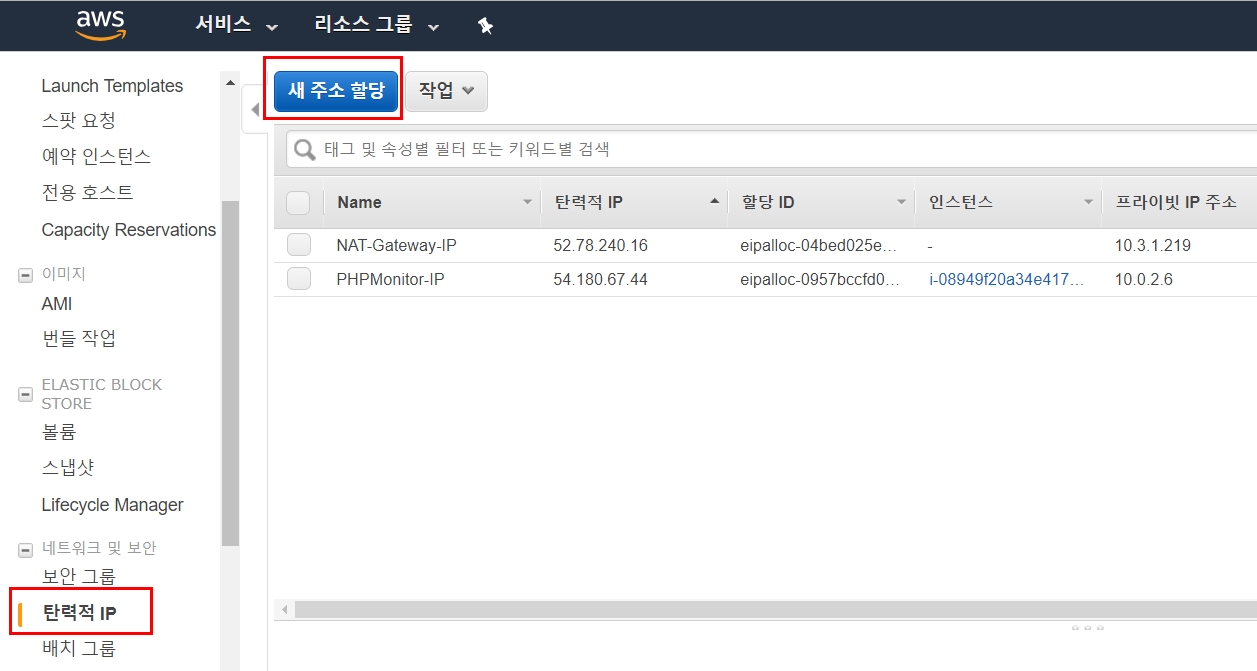 aws 서비스 리소스 그룹
Launch Templates
스팟 요청
예약 인스턴스
전용 호스트
Capacity Reservations
이미지
AMI
번들 작업
ELASTIC BLOCK
STORE
볼륨
스냅샷
Lifecycle Manager
네트워크 및 보안
보안 그룹
탄력적 IP
배치 그룹
새 주소 할당 작업
태그 및 속성별 필터 또는 키워드별 검색
Name 탄력적 IP 할당 ID 인스턴스 프라이빗 IP 주소
NAT-Gateway-IP 52.78.240.16 eipalloc-04bed025e... - 10.3.1.219
PHPMonitor-IP 54.180.67.44 eipalloc-0957bccfd0... i-08949f20a34e417... 10.0.2.6